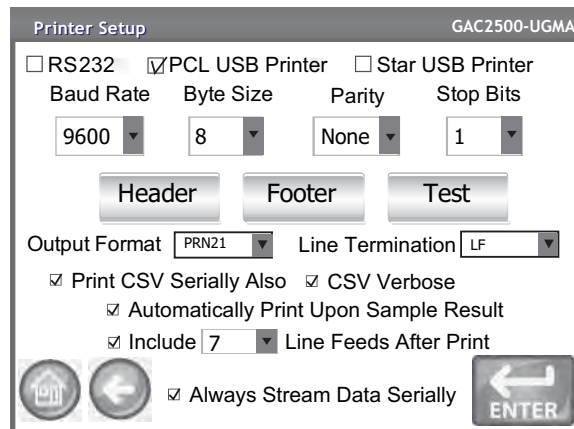 Printer Setup GAC2500-UGMA
RS232 PCL USB Printer Star USB Printer
Baud Rate Byte Size Parity Stop Bits
9600 8 None 1
Header Footer Test
Output Format PRN21 Line Termination LF
Print CSV Serially Also CSV Verbose
Automatically Print Upon Sample Result
Include 7 Line Feeds After Print
Always Stream Data Serially
ENTER